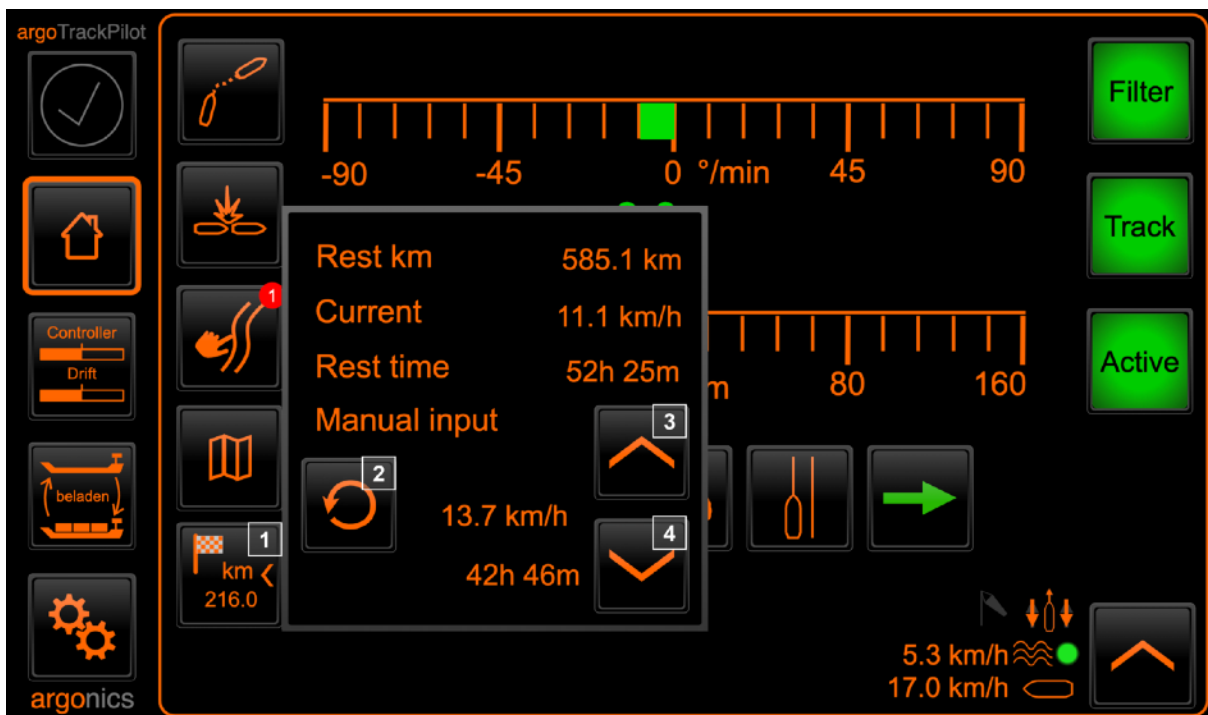 argoTrackPilot
Filter
-90 -45 0 °/min 45 90
Track
Rest km 585.1 km
1
Current 11.1 km/h
Controller
Drift
Rest time 52h 25m
m 80 160
Active
Manual input 3
2
beladen
13.7 km/h
1
4
km
42h 46m
216.0
5.3 km/h
17.0 km/h
argonics